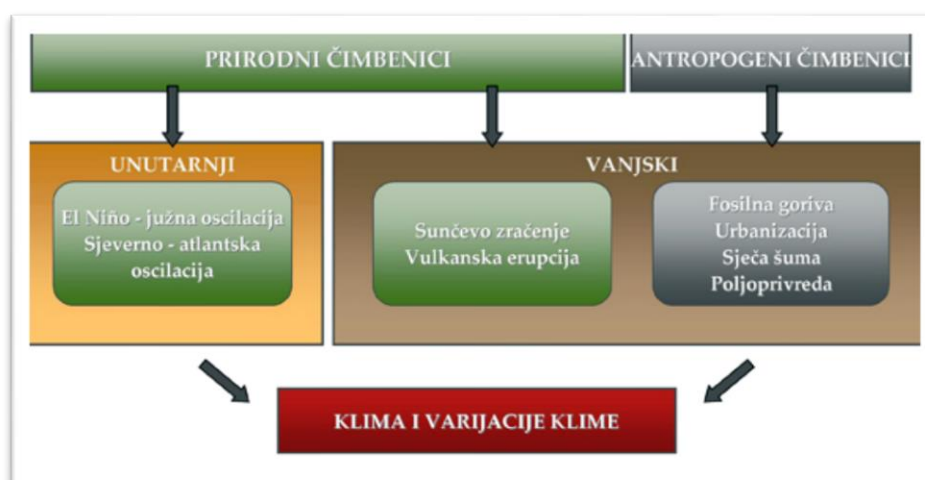 PRIRODNI ČIMBENICI
ANTROPOGENI ČIMBENICI
UNUTARNJI
El Niño - južna oscilacija
Sjeverno - atlantska
oscilacija
VANJSKI
Sunčevo zračenje
Vulkanska erupcija
Fosilna goriva
Urbanizacija
Sječa šuma
Poljoprivreda
KLIMA I VARIJACIJE KLIME